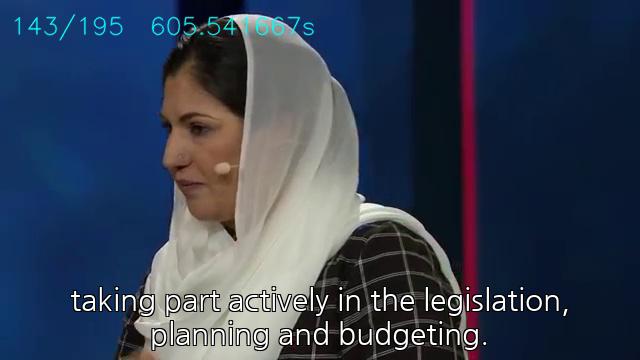 143/195 605.541667s
taking part actively in the legislation,
planning and budgeting.